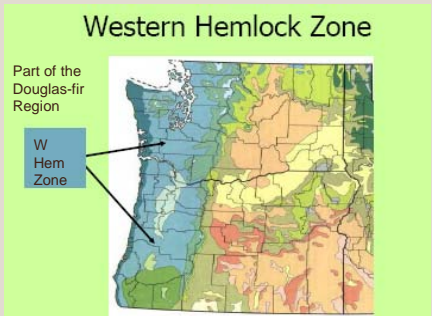 Western Hemlock Zone
Part of the
Douglas-fir
Region
W
Hem
Zone